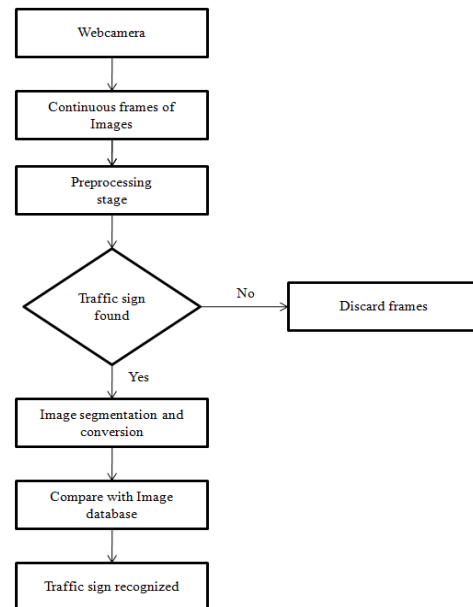 Webcamera
Continuous frames of
Images
Preprocessing
stage
Traffic sign
found
No
Discard frames
Yes
Image segmentation and
conversion
Compare with Image
database
Traffic sign recognized